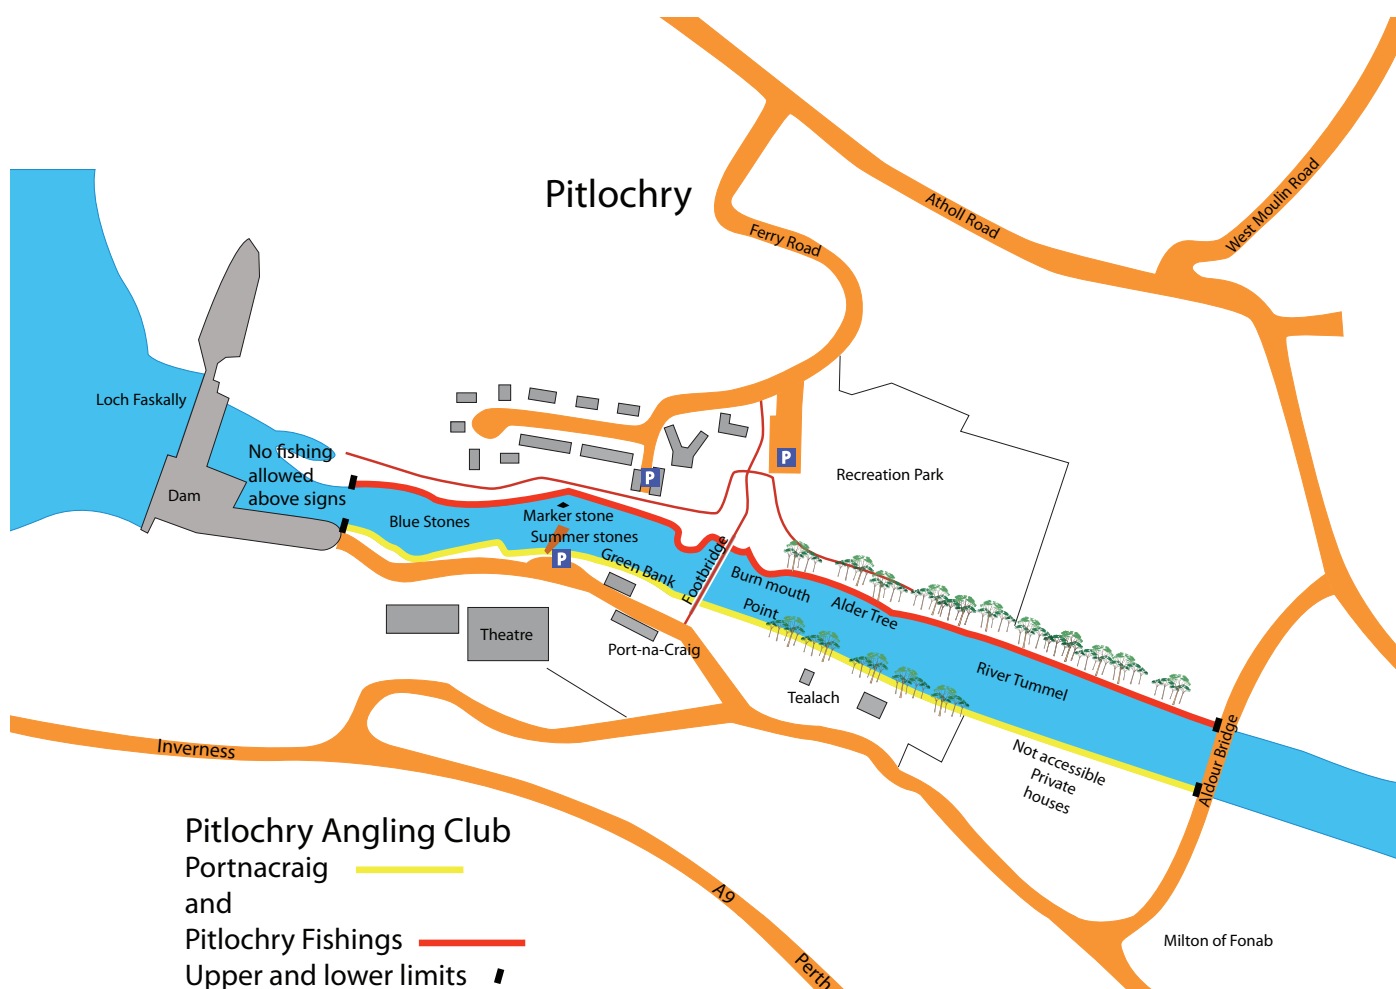 Pitlochry
Atholl Road
West Moulin Road
Ferry Road
Loch Faskally
No fishing
allowed
above signs
Dam
Blue Stones
Marker stone
Summer stones
P
P
P
Recreation Park
Green Bank
Footbridge
Burn mouth
Point
Alder Tree
River Tummel
Theatre
Port-na-Craig
Tealach
Not accessible
Private
houses
Aldour Bridge
Inverness
A9
Perth
Milton of Fonab
Pitlochry Angling Club
Portnacraig
and
Pitlochry Fishings
Upper and lower limits